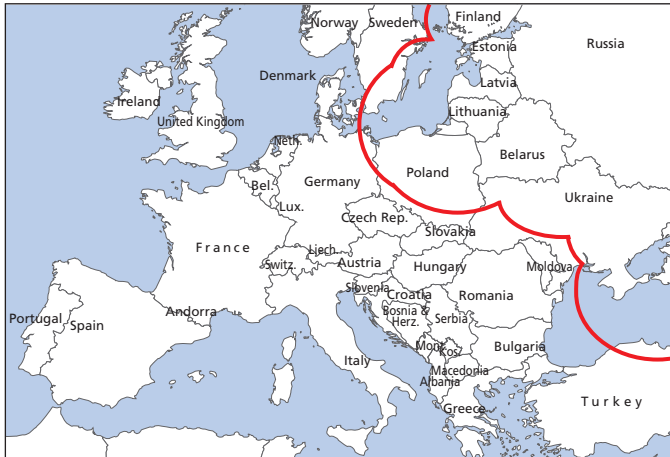 Norway
Sweden
Finland
Estonia
Russia
Denmark
Latvia
Ireland
Lithuania
United Kingdom
Neth.
Belarus
Poland
Bel.
Germany
Ukraine
Lux.
Czech Rep.
Slovakia
France
Liech.
Switz.
Austria
Hungary
Moldova
Slovenia
Croatia
Romania
Andorra
Bosnia &
Herz.
Serbia
Portugal
Spain
Mont.
Kos.
Bulgaria
Italy
Macedonia
Albania
Greece
Turkey